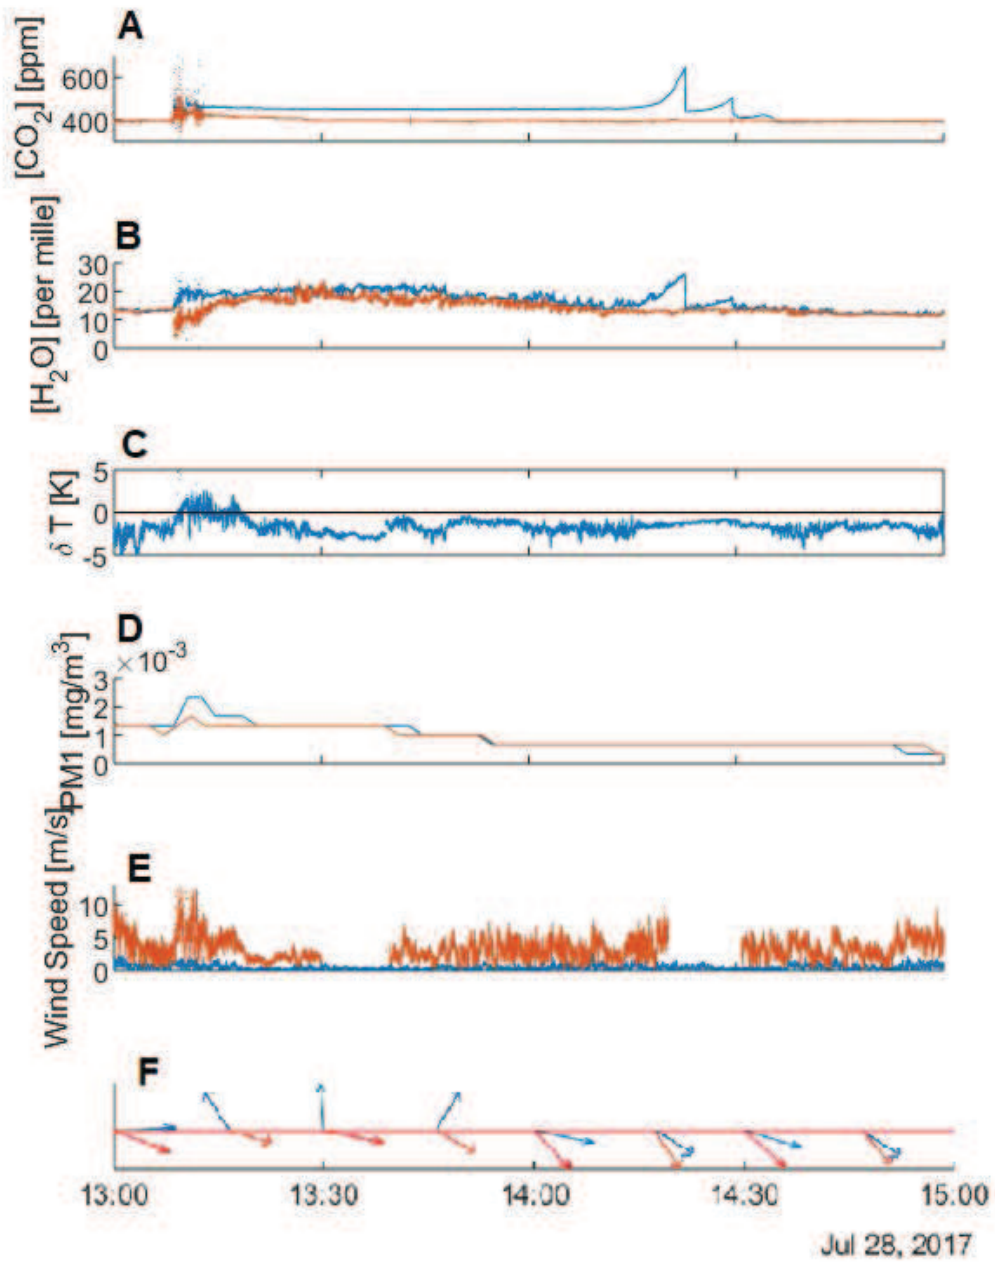 A
[CO2] [ppm]
600
400
B
[H2O] [per mille]
30
20
10
0
C
δ T [K]
5
0
-5
D
×10-3
PM1 [mg/m3]
3
2
1
0
E
Wind Speed [m/s]
10
5
0
F
13:00 13:30 14:00 14:30 15:00
Jul 28, 2017